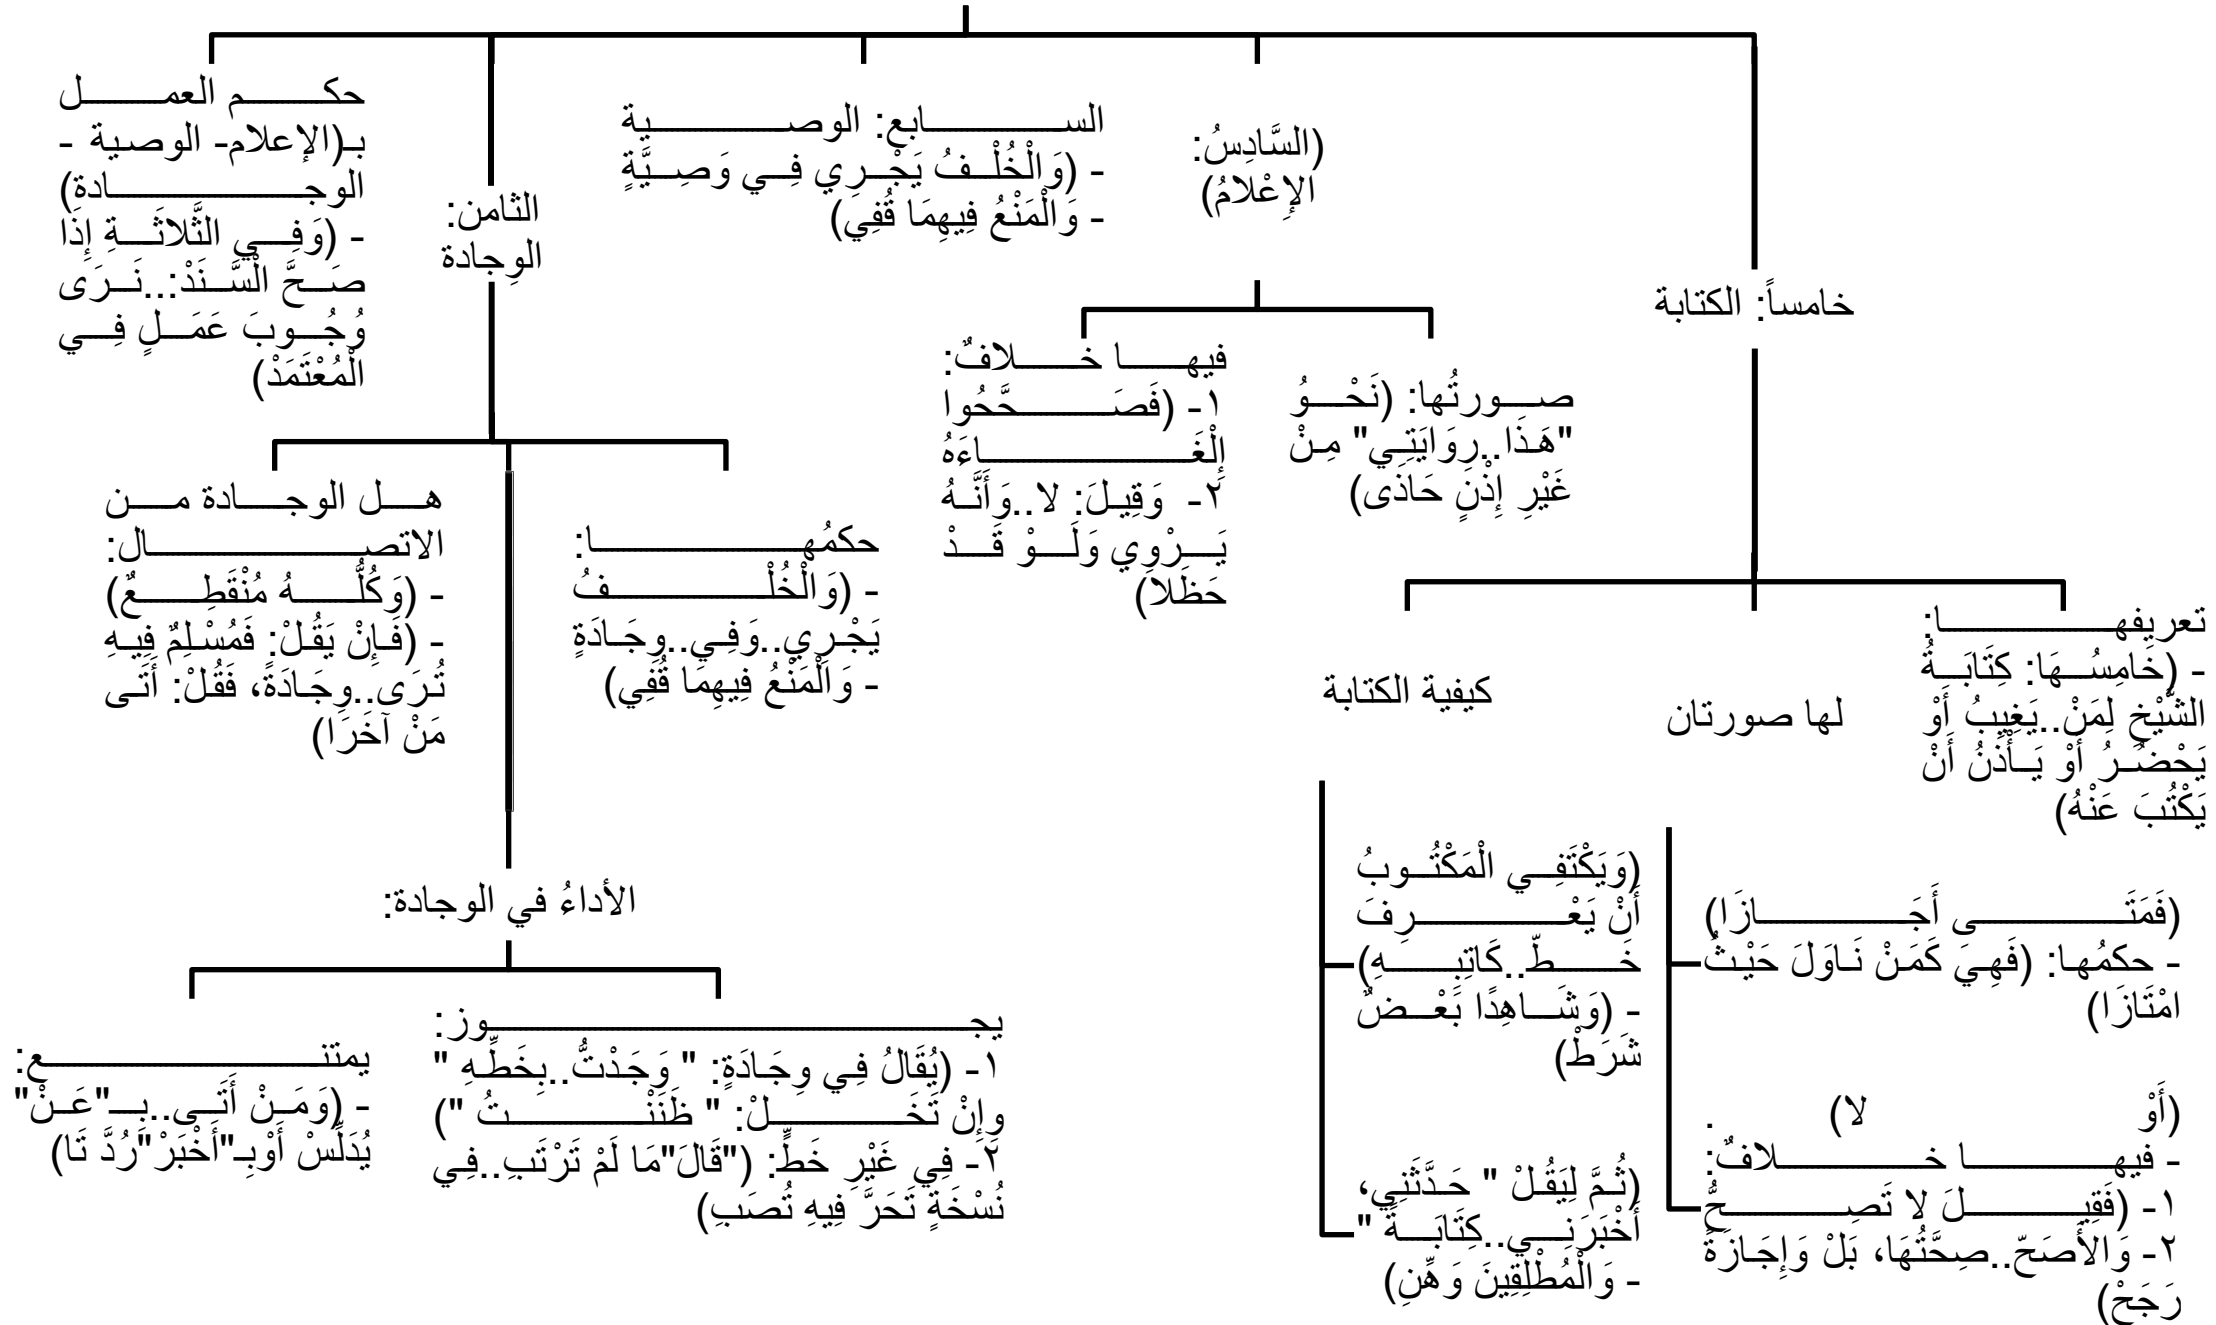 خامساً: الكتابة
تعريفها:
- (خَامِسُهَا: كِتَابَةُ
الشَّيْخِ لِمَنْ..يَغِيبُ أَوْ
يَحْضُرُ أَوْ يَأْذَنُ أَنْ
يَكْتُبَ عَنْهُ)
لها صورتان
(فَمَتَى أَجَازَا)
- حكمُها: (فَهِيَ كَمَنْ نَاوَلَ حَيْثُ
امْتَازَا)
(أَوْ لا) .
- فيها خلافٌ:
١- (فَقِيلَ لا تَصِحُّ
٢- وَالأَصَحّ..صِحَّتُهَا، بَلْ وَإِجَازَةً
رَجَحْ)
كيفية الكتابة
(وَيَكْتَفِي الْمَكْتُوبُ
أَنْ يَعْرِفَ
خَطّ..كَاتِبِهِ)
- (وَشَاهِدًا بَعْضٌ
شَرَطْ)
(ثُمَّ لِيَقُلْ " حَدَّثَنِي،
أَخْبَرَنِي..كِتَابَةً "
- وَالْمُطْلِقِينَ وَهِّنِ)
(السَّادِسُ:
الإِعْلامُ)
صورتُها: (نَحْوُ
"هَذَا..رِوَايَتِي" مِنْ
غَيْرِ إِذْنٍ حَاذَى)
فيها خلافٌ:
١- (فَصَحَّحُوا
إِلْغَاءَهُ
٢- وَقِيلَ: لا..وَأَنَّهُ
يَرْوِي وَلَوْ قَدْ
حَظَلا)
السابع: الوصية
- (وَالْخُلْفُ يَجْرِي فِي وَصِيَّةٍ
- وَالْمَنْعُ فِيهِمَا قُفِي)
الثامن:
الوِجادة
حكمُها:
- (وَالْخُلْفُ
يَجْرِي..وَفِي..وِجَادَةٍ
- وَالْمَنْعُ فِيهِمَا قُفِي)
الأداءُ في الوجادة:
يجوز:
١- (يُقَالُ فِي وِجَادَةٍ: " وَجَدْتُّ..بِخَطِّهِ "
وإِنْ تَخَلْ: " ظَنَنْتُ ")
٢- فِي غَيْرِ خَطٍّ: ("قَالَ"مَا لَمْ تَرْتَبِ..فِي
نُسْخَةٍ تَحَرَّ فِيهِ تُصَبِ)
يمتنع:
- (وَمَنْ أَتَى..بـ"عَنْ"
يُدَلِّسْ أَوْبِـ"أَخْبَرْ"رُدَّ تَا)
هل الوجادة من
الاتصال:
- (وَكُلُّهُ مُنْقَطِعٌ)
- (فَإِنْ يَقُلْ: فَمُسْلِمٌ فِيهِ
تُرَى..وِجَادَةً، فَقُلْ: أَتَى
مَنْ آخَرَا)
حكم العمل
بـ(الإعلام- الوصية -
الوجادة)
- (وَفِي الثَّلاثَةِ إِذَا
صَحَّ الْسَّنَدْ:..نَرَى
وُجُوبَ عَمَلٍ فِي
الْمُعْتَمَدْ)